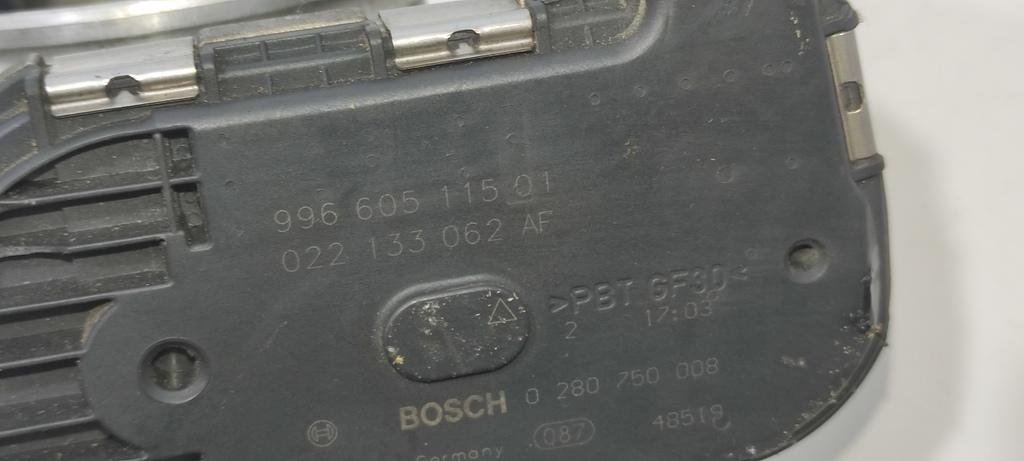 996 605 115 01
022 133 062 AF
>PBT GF30<
2 17:03
BOSCH 0 280 750 008
Germany 087 48518